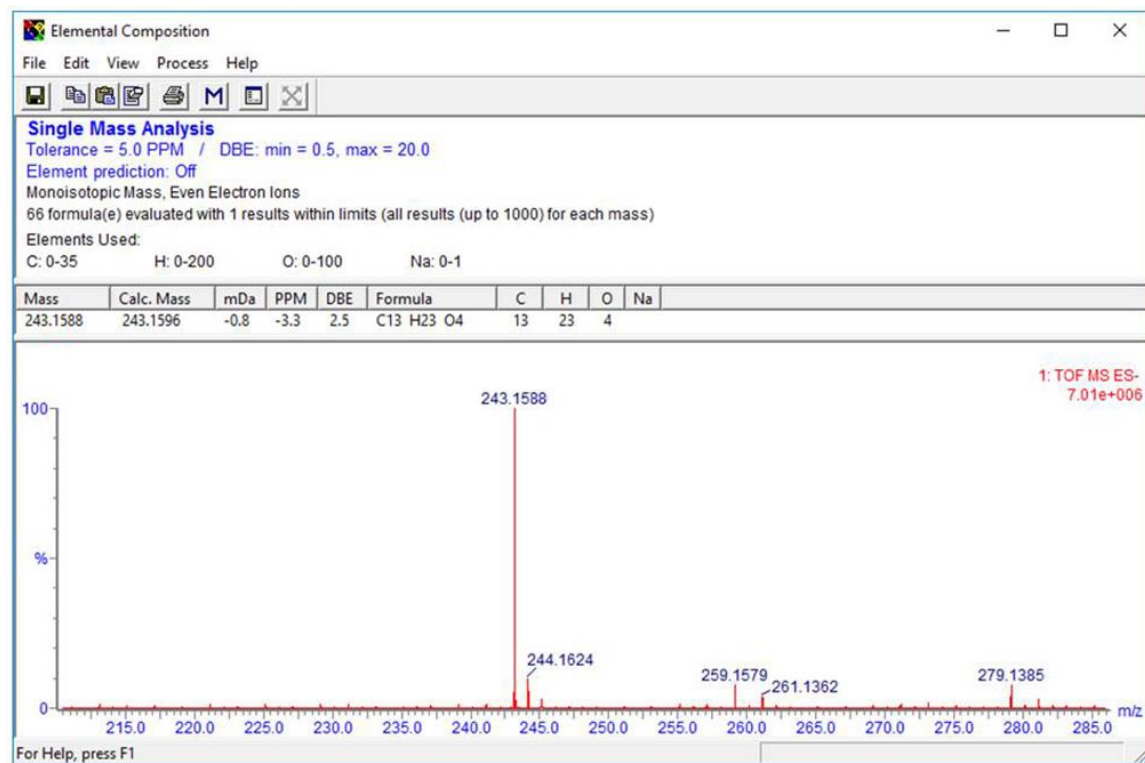 Elemental Composition
File Edit View Process Help
M
Single Mass Analysis
Tolerance = 5.0 PPM / DBE: min = 0.5, max = 20.0
Element prediction: Off
Monoisotopic Mass, Even Electron Ions
66 formula(e) evaluated with 1 results within limits (all results (up to 1000) for each mass)
Elements Used:
C: 0-35 H: 0-200 O: 0-100 Na: 0-1
Mass Calc. Mass mDa PPM DBE Formula C H O Na
243.1588 243.1596 -0.8 -3.3 2.5 C13 H23 O4 13 23 4
1: TOF MS ES-
7.01e+006
243.1588
100
%
244.1624
259.1579
261.1362
279.1385
0
m/z
215.0 220.0 225.0 230.0 235.0 240.0 245.0 250.0 255.0 260.0 265.0 270.0 275.0 280.0 285.0
For Help, press F1